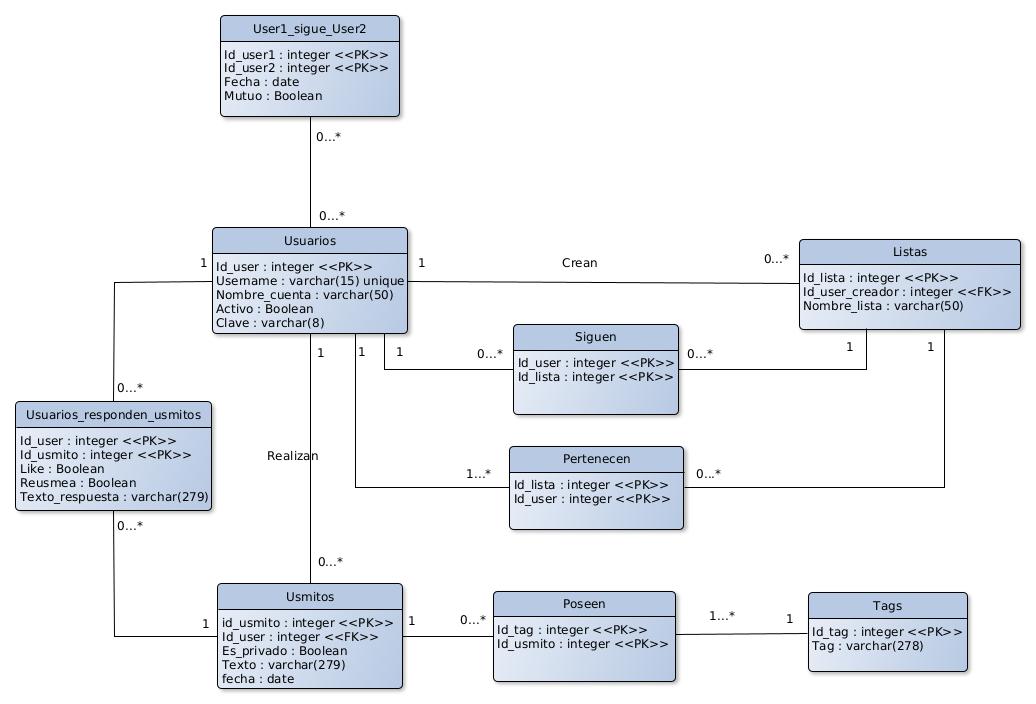 User1_sigue_User2
Id_user1 : integer <<PK>>
Id_user2 : integer <<PK>>
Fecha : date
Mutuo : Boolean
0...*
0...*
Usuarios
Id_user : integer <<PK>>
Username : varchar(15) unique
Nombre_cuenta : varchar(50)
Activo : Boolean
Clave : varchar(8)
1
1
Crean
0...*
Listas
Id_lista : integer <<PK>>
Id_user_creador : integer <<FK>>
Nombre_lista : varchar(50)
1
1
1
0...*
Siguen
Id_user : integer <<PK>>
Id_lista : integer <<PK>>
0...*
1
1
0...*
Usuarios_responden_usmitos
Id_user : integer <<PK>>
Id_usmito : integer <<PK>>
Like : Boolean
Reusmea : Boolean
Texto_respuesta : varchar(279)
0...*
Realizan
1...*
Pertenecen
Id_lista : integer <<PK>>
Id_user : integer <<PK>>
0...*
0...*
1
Usmitos
id_usmito : integer <<PK>>
Id_user : integer <<FK>>
Es_privado : Boolean
Texto : varchar(279)
fecha : date
1
0...*
Poseen
Id_tag : integer <<PK>>
Id_usmito : integer <<PK>>
1...*
1
Tags
Id_tag : integer <<PK>>
Tag : varchar(278)